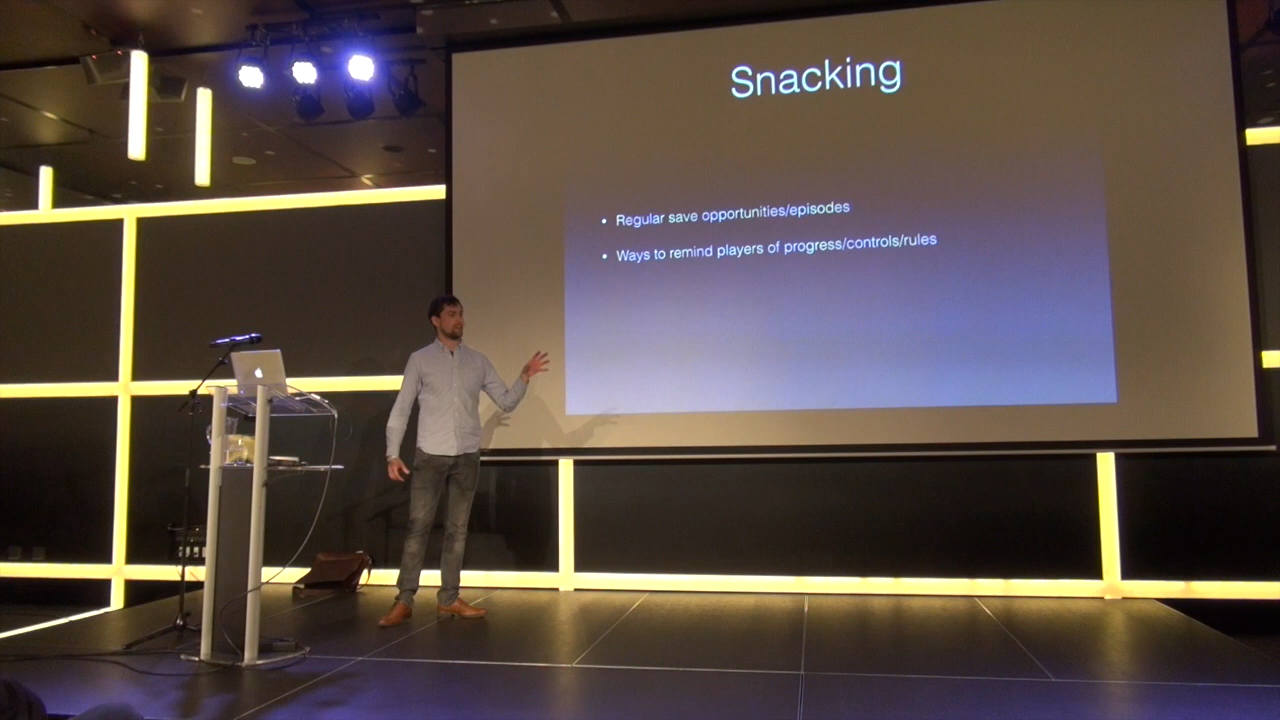 Snacking
• Regular save opportunities/episodes
• Ways to remind players of progress/controls/rules